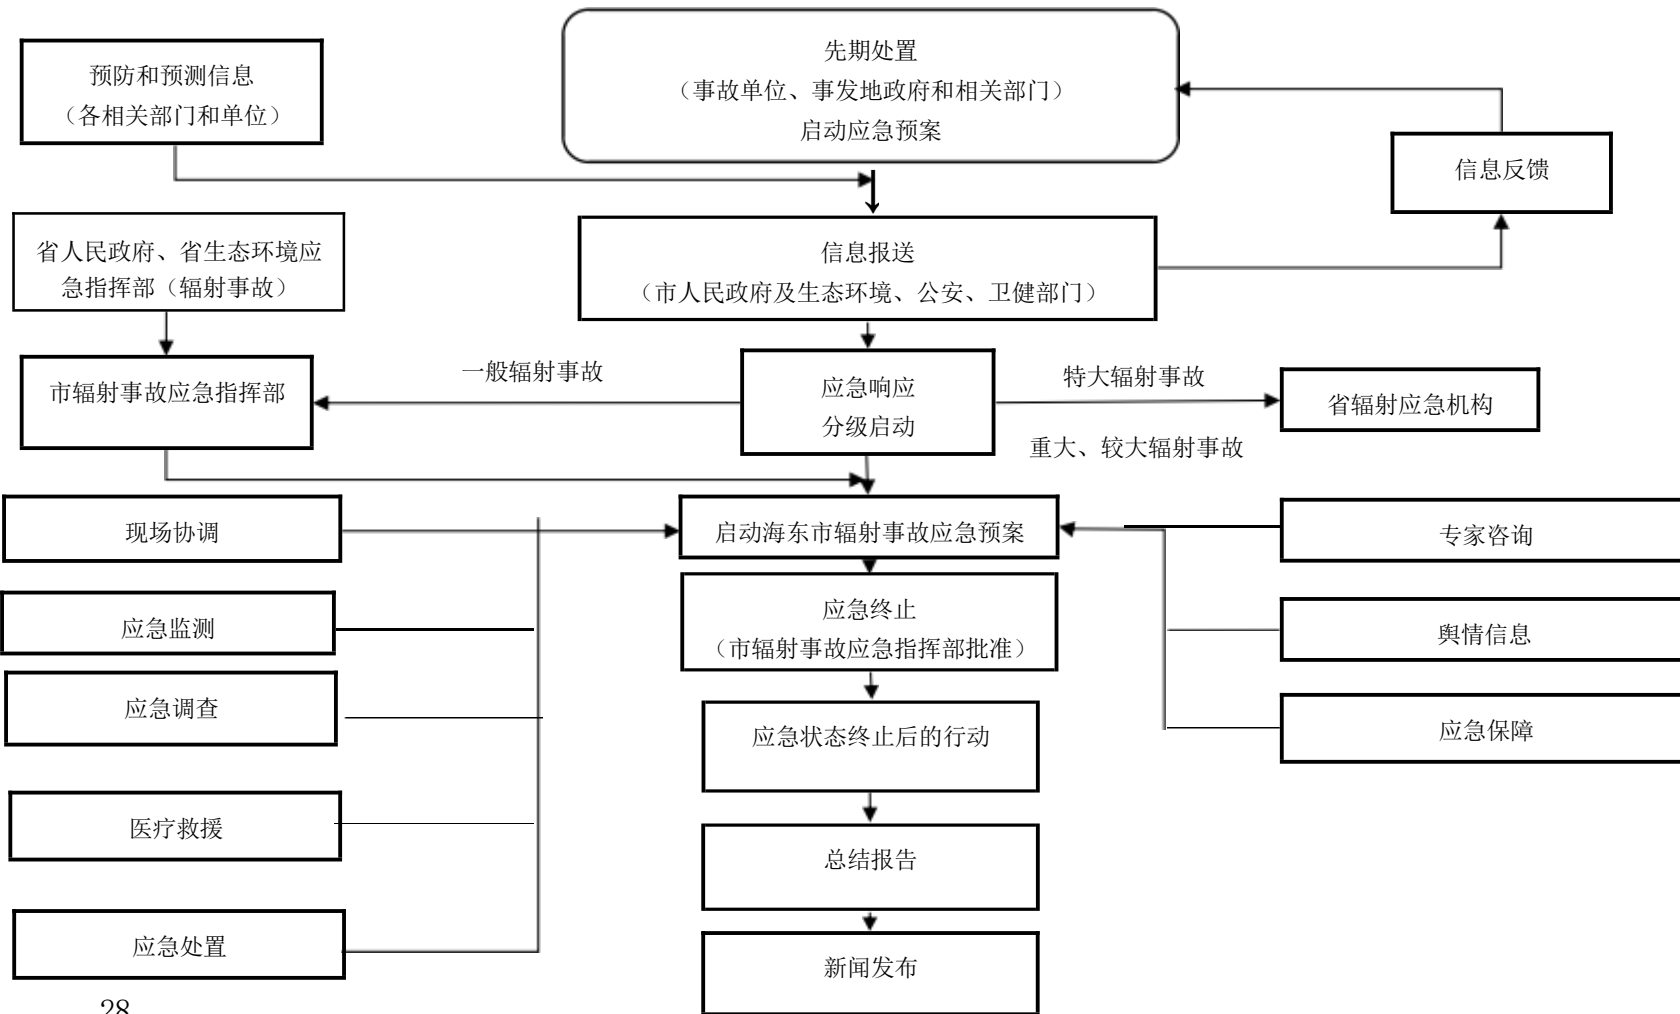 先期处置
（事故单位、事发地政府和相关部门）
启动应急预案
预防和预测信息
（各相关部门和单位）
信息反馈
省人民政府、省生态环境应
急指挥部（辐射事故）
信息报送
（市人民政府及生态环境、公安、卫健部门）
市辐射事故应急指挥部
一般辐射事故
应急响应
分级启动
特大辐射事故
重大、较大辐射事故
省辐射应急机构
现场协调
启动海东市辐射事故应急预案
专家咨询
应急监测
应急终止
（市辐射事故应急指挥部批准）
舆情信息
应急调查
应急状态终止后的行动
应急保障
医疗救援
总结报告
应急处置
新闻发布
28